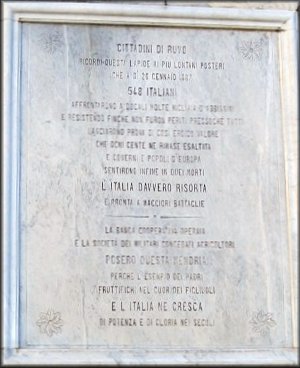 CITTADINI DI RUVO
RICORDI QUESTI LAPIDE AI PIÙ LONTANI POSTERI
CHE A DÌ 26 GENNAIO 1887
548 ITALIANI
AFFRONTARONO A DOGALI MOLTE MIGLIAIA D'ABISSINI
E RESISTENDO FINCHÈ NON FURON PERITI PRESSOCHÈ TUTTI
LASCIARONO PROVA DI COSÌ EROICO VALORE
CHE OGNI GENTE NE RIMASE ESALTATA
E GOVERNI E POPOLI D'EUROPA
SENTIRONO INFINE IN QUEI MORTI
L'ITALIA DAVVERO RISORTA
E PRONTA A MAGGIORI BATTAGLIE
LA BANCA COOPERATIVA OPERAIA
E LA SOCIETÀ DEI MILITARI CONGEDATI AGRICOLTORI
POSERO QUESTA MEMORIA
PERCHÈ L'ESEMPIO DEI PADRI
FRUTTIFICHI NEL CUOR DEI FIGLIUOLI
E L'ITALIA NE CRESCA
DI POTENZA E DI GLORIA NEI SECOLI